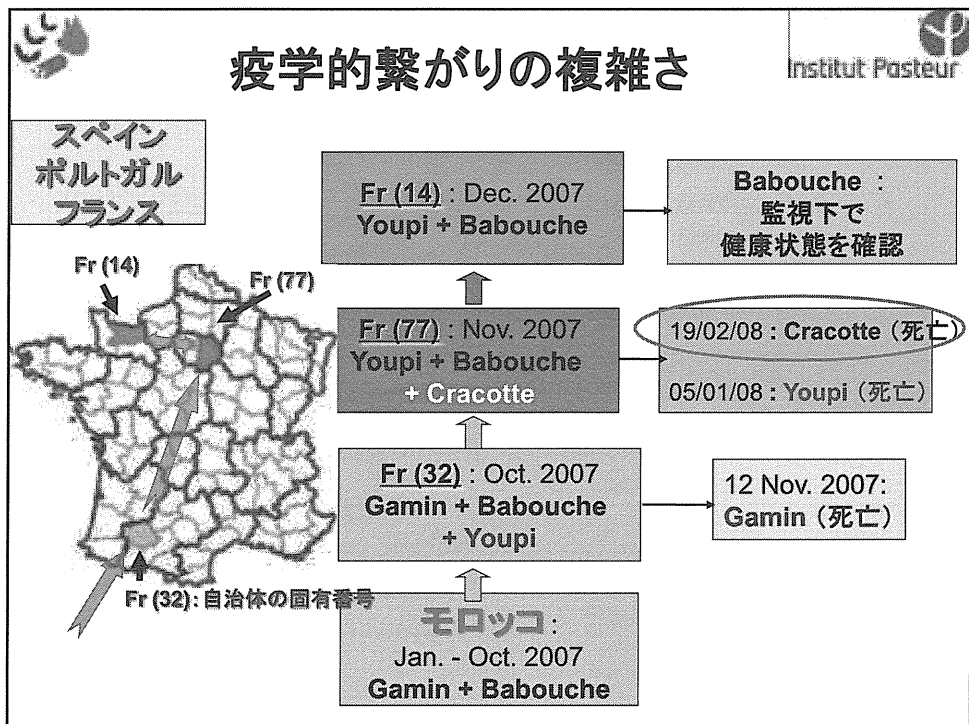 疫学的繋がりの複雑さ
Institut Pasteur
スペイン
ポルトガル
フランス
Fr (14) : Dec. 2007
Youpi + Babouche
Babouche :
監視下で
健康状態を確認
Fr (14)
Fr (77)
Fr (77) : Nov. 2007
Youpi + Babouche
+ Cracotte
19/02/08 : Cracotte (死亡)
05/01/08 : Youpi (死亡)
Fr (32) : Oct. 2007
Gamin + Babouche
+ Youpi
12 Nov. 2007:
Gamin (死亡)
Fr (32) : 自治体の固有番号
モロッコ :
Jan. - Oct. 2007
Gamin + Babouche